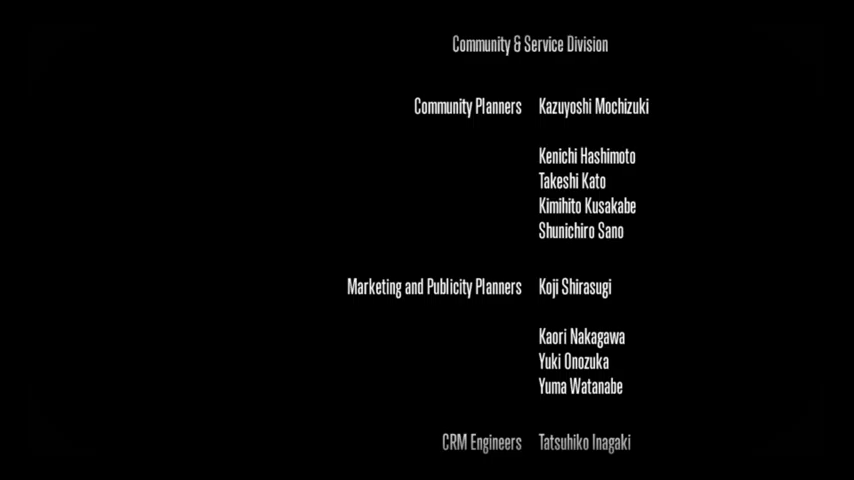 Community & Service Division
Community Planners Kazuyoshi Mochizuki
Kenichi Hashimoto
Takeshi Kato
Kimihito Kusakabe
Shunichiro Sano
Marketing and Publicity Planners Koji Shirasugi
Kaori Nakagawa
Yuki Onozuka
Yuma Watanabe
CRM Engineers Tatsuhiko Inagaki